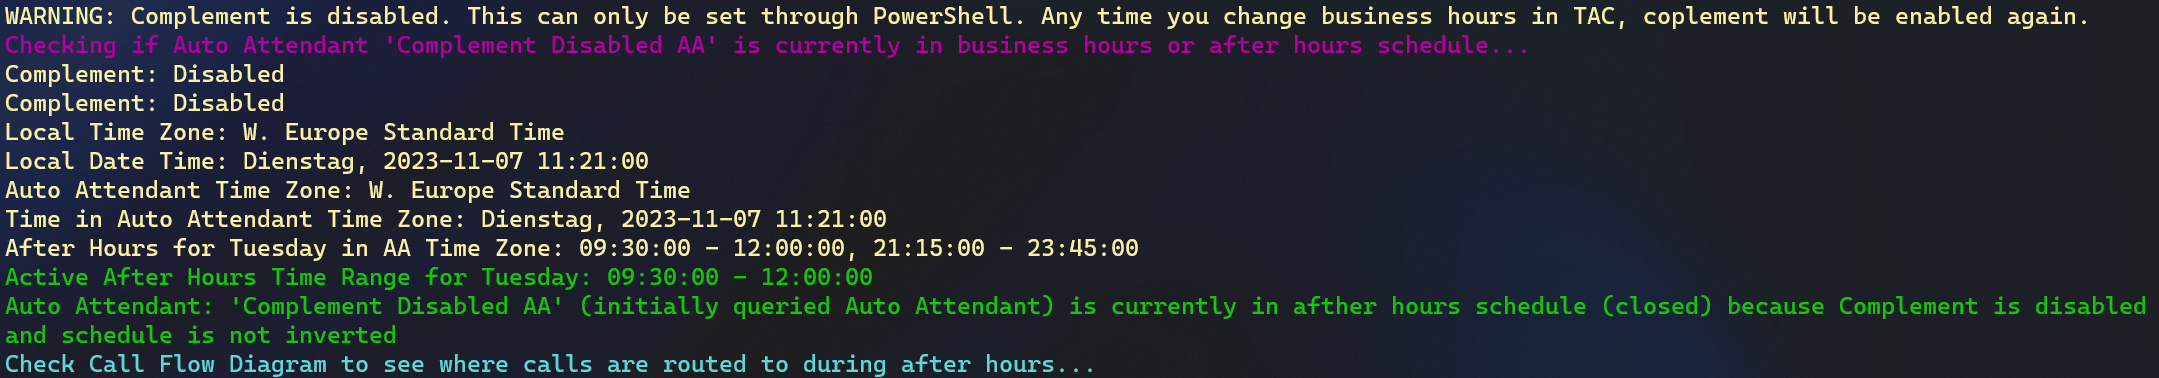 WARNING: Complement is disabled. This can only be set through PowerShell. Any time you change business hours in TAC, coplement will be enabled again.
Checking if Auto Attendant 'Complement Disabled AA' is currently in business hours or after hours schedule...
Complement: Disabled
Complement: Disabled
Local Time Zone: W. Europe Standard Time
Local Date Time: Dienstag, 2023-11-07 11:21:00
Auto Attendant Time Zone: W. Europe Standard Time
Time in Auto Attendant Time Zone: Dienstag, 2023-11-07 11:21:00
After Hours for Tuesday in AA Time Zone: 09:30:00 - 12:00:00, 21:15:00 - 23:45:00
Active After Hours Time Range for Tuesday: 09:30:00 - 12:00:00
Auto Attendant: 'Complement Disabled AA' (initially queried Auto Attendant) is currently in afther hours schedule (closed) because Complement is disabled
and schedule is not inverted
Check Call Flow Diagram to see where calls are routed to during after hours...